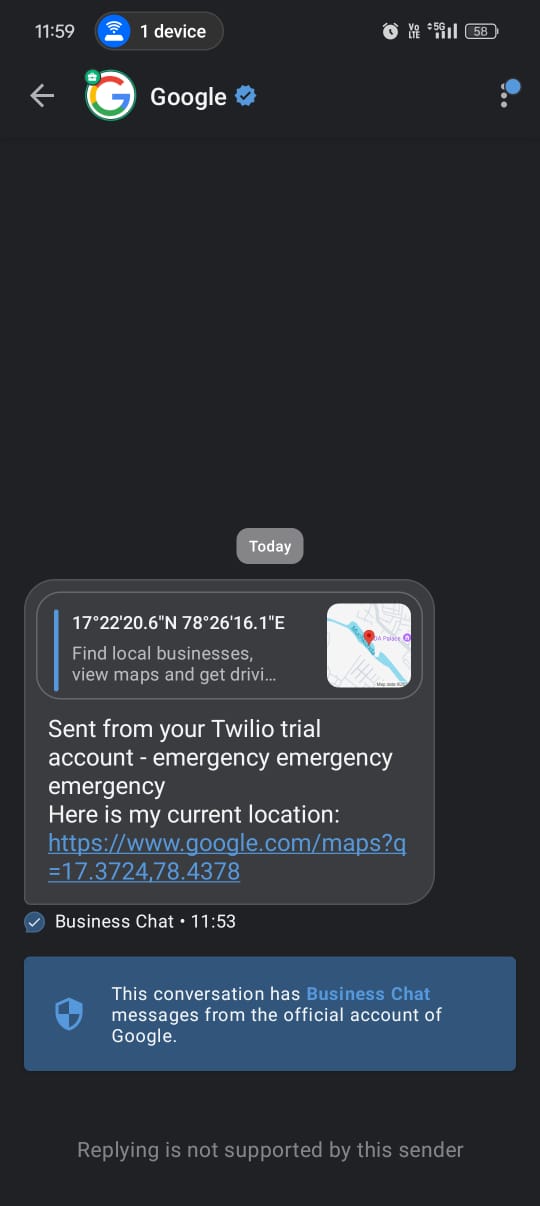 11:59
1 device
Vo
LTE
5G
58
Google
Today
17°22'20.6"N 78°26'16.1"E
Find local businesses,
view maps and get drivi...
DA Palace
Sent from your Twilio trial
account - emergency emergency
emergency
Here is my current location:
https://www.google.com/maps?q
=17.3724,78.4378
Business Chat • 11:53
This conversation has Business Chat
messages from the official account of
Google.
Replying is not supported by this sender